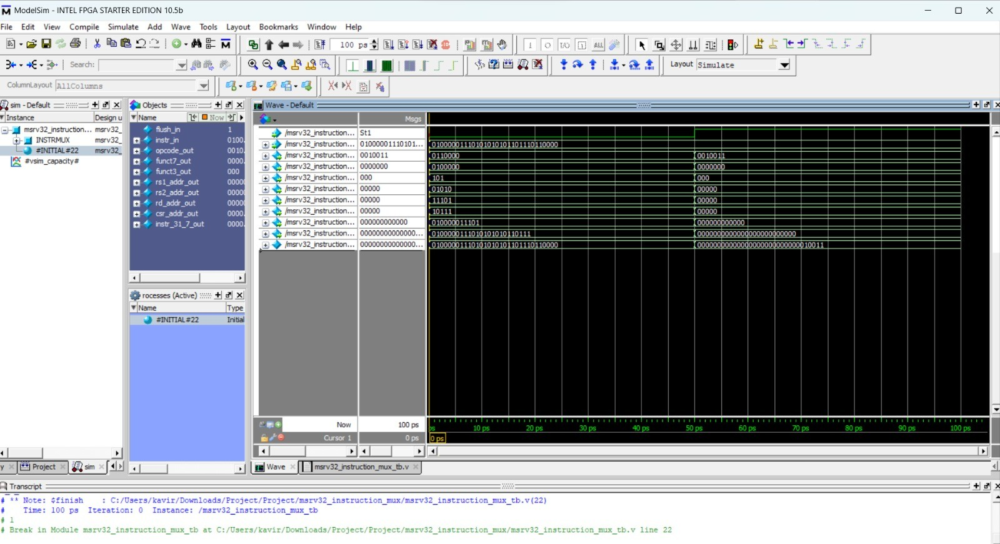 ModelSim - INTEL FPGA STARTER EDITION 10.5b
File Edit View Compile Simulate Add Wave Tools Layout Bookmarks Window Help
100 ps
Search:
Layout Simulate
ColumnLayout AllColumns
sim - Default
Instance Design u
msrv32_instruction... msrv32_
INSTRMUX msrv32_
#INITIAL#22 msrv32_
#vsim_capacity#
Objects
Name Now
flush_in 1
instr_in 0100.
opcode_out 0010.
funct7_out 0000.
funct3_out 000
rs1_addr_out 00000
rs2_addr_out 00000
rd_addr_out 00000
csr_addr_out 0000.
instr_31_7_out 0000.
rocesses (Active)
Name Type
#INITIAL#22 Initial
Wave - Default
Msgs
/msrv32_instruction... St1
/msrv32_instruction... 01000001110101...
/msrv32_instruction... 0010011 0110000 0010011
/msrv32_instruction... 0000000 0100000 0000000
/msrv32_instruction... 000 101 000
/msrv32_instruction... 00000 01010 00000
/msrv32_instruction... 00000 11101 00000
/msrv32_instruction... 00000 10111 00000
/msrv32_instruction... 000000000000 010000011101 000000000000
/msrv32_instruction... 00000000000000... 0100000111010101010110111 0000000000000000000000000
/msrv32_instruction... 00000000000000... 01000001110101010101101110110000 00000000000000000000000000010011
Now 100 ps
Cursor 1 0 ps
10 ps 20 ps 30 ps 40 ps 50 ps 60 ps 70 ps 80 ps 90 ps 100 ps
0 ps
y Project sim
Wave msrv32_instruction_mux_tb.v
Transcript
# ** Note: $finish : C:/Users/kavir/Downloads/Project/Project/msrv32_instruction_mux/msrv32_instruction_mux_tb.v(22)
# Time: 100 ps Iteration: 0 Instance: /msrv32_instruction_mux_tb
# 1
# Break in Module msrv32_instruction_mux_tb at C:/Users/kavir/Downloads/Project/Project/msrv32_instruction_mux/msrv32_instruction_mux_tb.v line 22